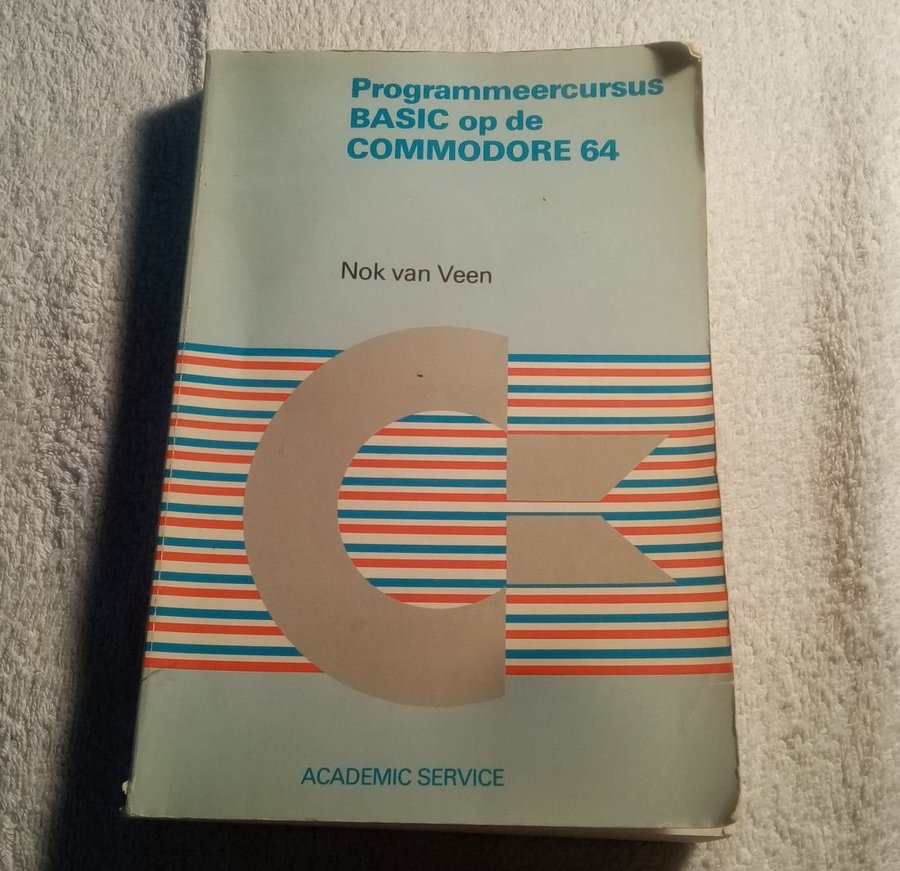 Programmeercursus
BASIC op de
COMMODORE 64
Nok van Veen
ACADEMIC SERVICE